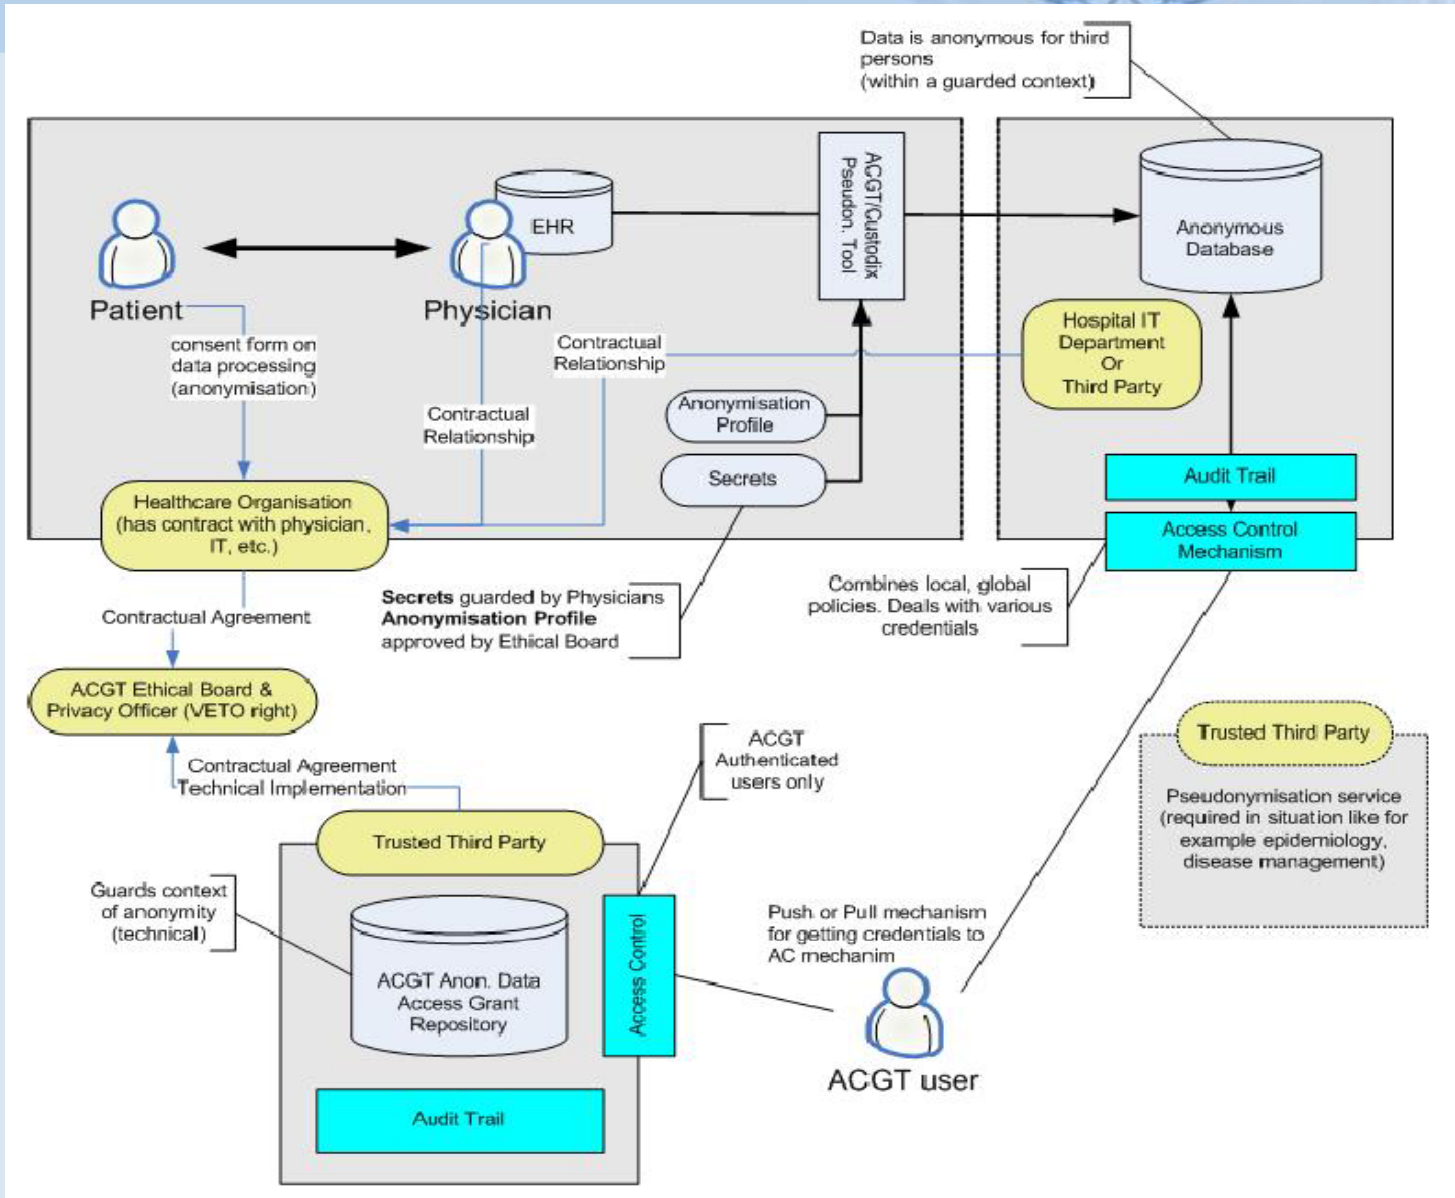 Data is anonymous for third
persons
(within a guarded context)
ACGT/Custodix
Pseudon. Tool
EHR
Anonymous
Database
Patient
Physician
Hospital IT
Department
Or
Third Party
consent form on
data processing
(anonymisation)
Contractual
Relationship
Contractual
Relationship
Anonymisation
Profile
Secrets
Audit Trail
Access Control
Mechanism
Healthcare Organisation
(has contract with physician,
IT, etc.)
Secrets guarded by Physicians
Anonymisation Profile
approved by Ethical Board
Combines local, global
policies. Deals with various
credentials
Contractual Agreement
ACGT Ethical Board &
Privacy Officer (VETO right)
Contractual Agreement
Technical Implementation
ACGT
Authenticated
users only
Trusted Third Party
Pseudonymisation service
(required in situation like for
example epidemiology,
disease management)
Trusted Third Party
Guards context
of anonymity
(technical)
ACGT Anon. Data
Access Grant
Repository
Access Control
Push or Pull mechanism
for getting credentials to
AC mechanim
ACGT user
Audit Trail